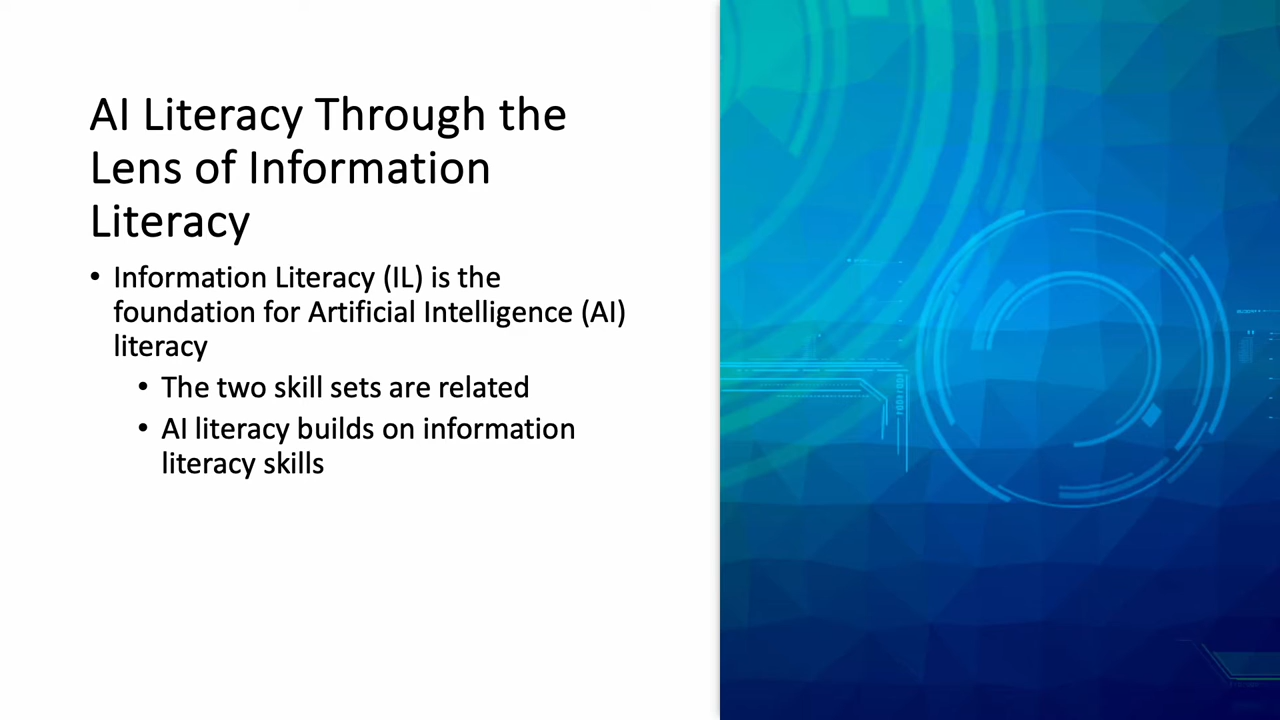 AI Literacy Through the
Lens of Information
Literacy
• Information Literacy (IL) is the
foundation for Artificial Intelligence (AI)
literacy
• The two skill sets are related
• AI literacy builds on information
literacy skills